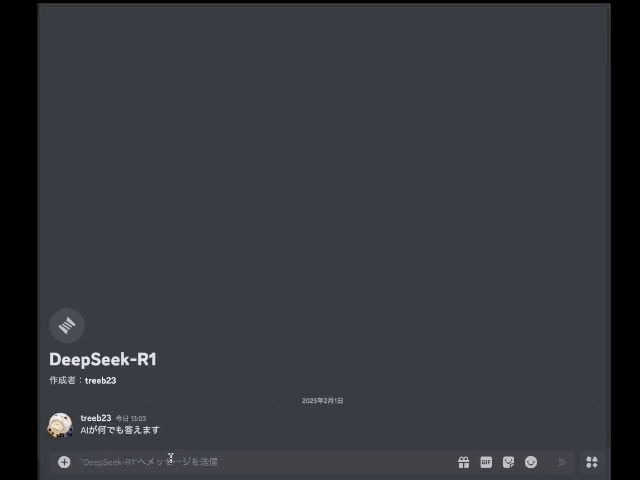 DeepSeek-R1
作成者：treeb23
2025年2月1日
treeb23 今日 13:03
AIが何でも答えます
"DeepSeek-R1"へメッセージを送信
GIF